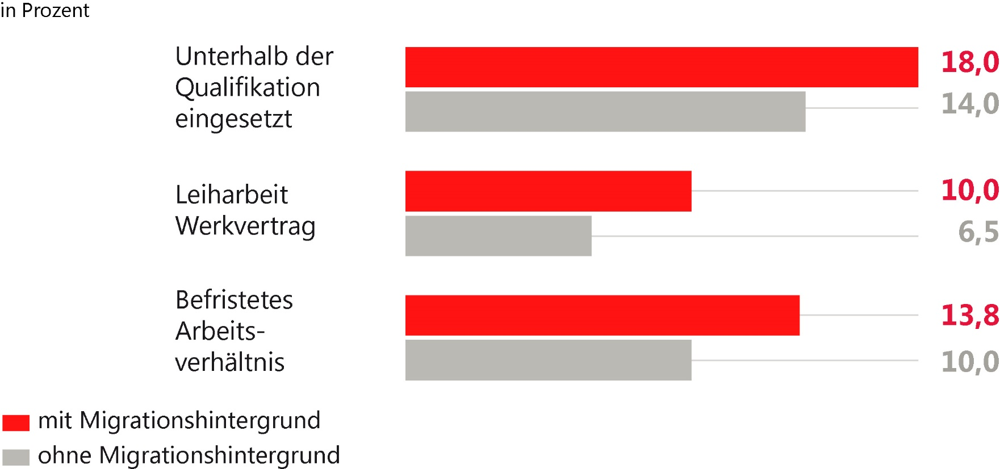 in Prozent
Unterhalb der
Qualifikation
eingesetzt
18,0
14,0
Leiharbeit
Werkvertrag
10,0
6,5
Befristetes
Arbeits-
verhältnis
13,8
10,0
mit Migrationshintergrund
ohne Migrationshintergrund